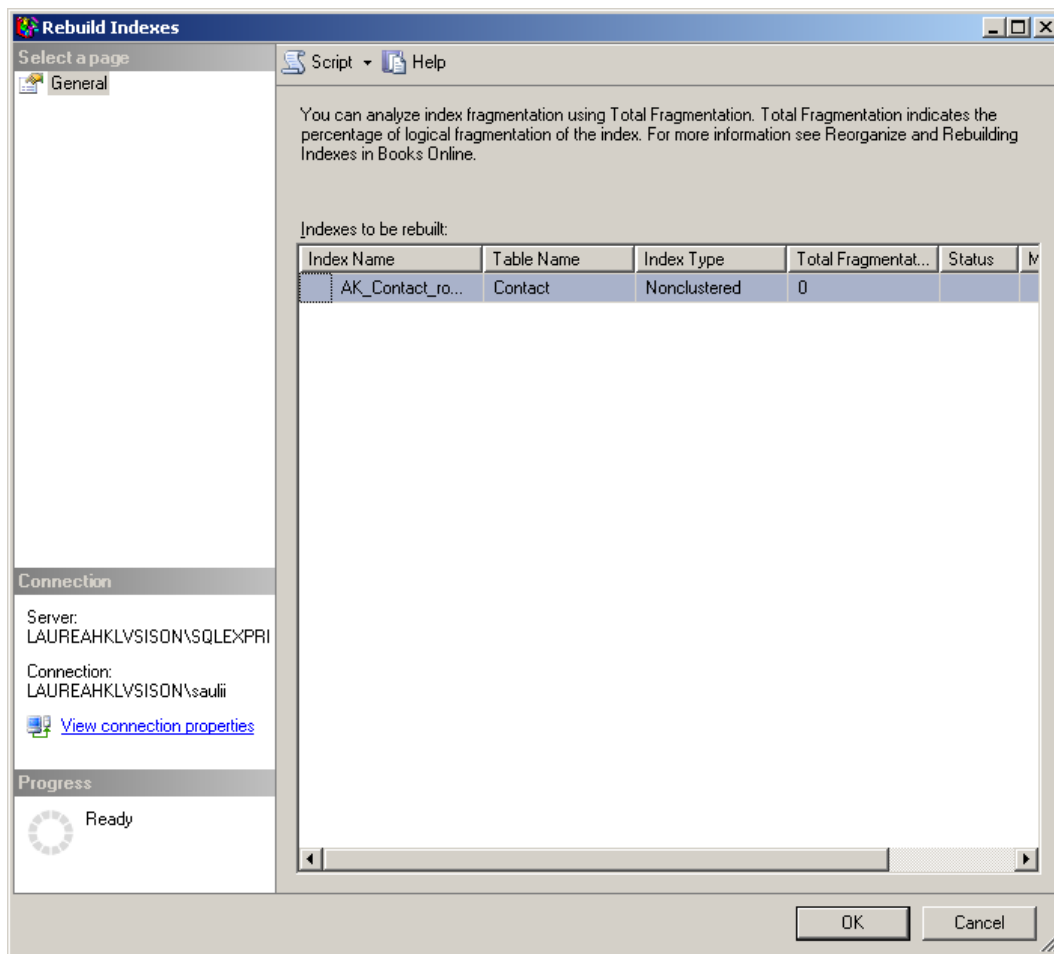 Rebuild Indexes
Select a page
General
Script Help
You can analyze index fragmentation using Total Fragmentation. Total Fragmentation indicates the
percentage of logical fragmentation of the index. For more information see Reorganize and Rebuilding
Indexes in Books Online.
Indexes to be rebuilt:
Index Name Table Name Index Type Total Fragmentat... Status M
AK_Contact_ro... Contact Nonclustered 0
Connection
Server:
LAUREAHKLVSISON\SQLEXPRI
Connection:
LAUREAHKLVSISON\saulii
View connection properties
Progress
Ready
OK Cancel